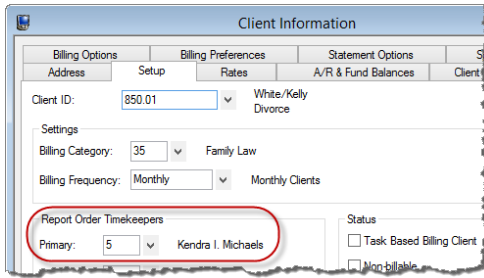 Client Information
Billing Options Billing Preferences Statement Options
Address Setup Rates A/R & Fund Balances Client
Client ID: 850.01 White/Kelly
Divorce
Settings
Billing Category: 35 Family Law
Billing Frequency: Monthly Monthly Clients
Report Order Timekeepers Status
Primary: 5 Kendra I. Michaels Task Based Billing Client
Non-billable